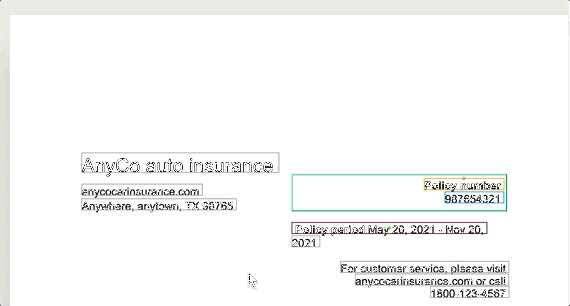 AnyCo auto insurance
anycocarinsurance.com
Anywhere, anytown, TX 98765
Policy number
987654321
Policy period May 20, 2021 - Nov 20,
2021
For customer service, please visit
anycocarinsurance.com or call
1800-123-4567